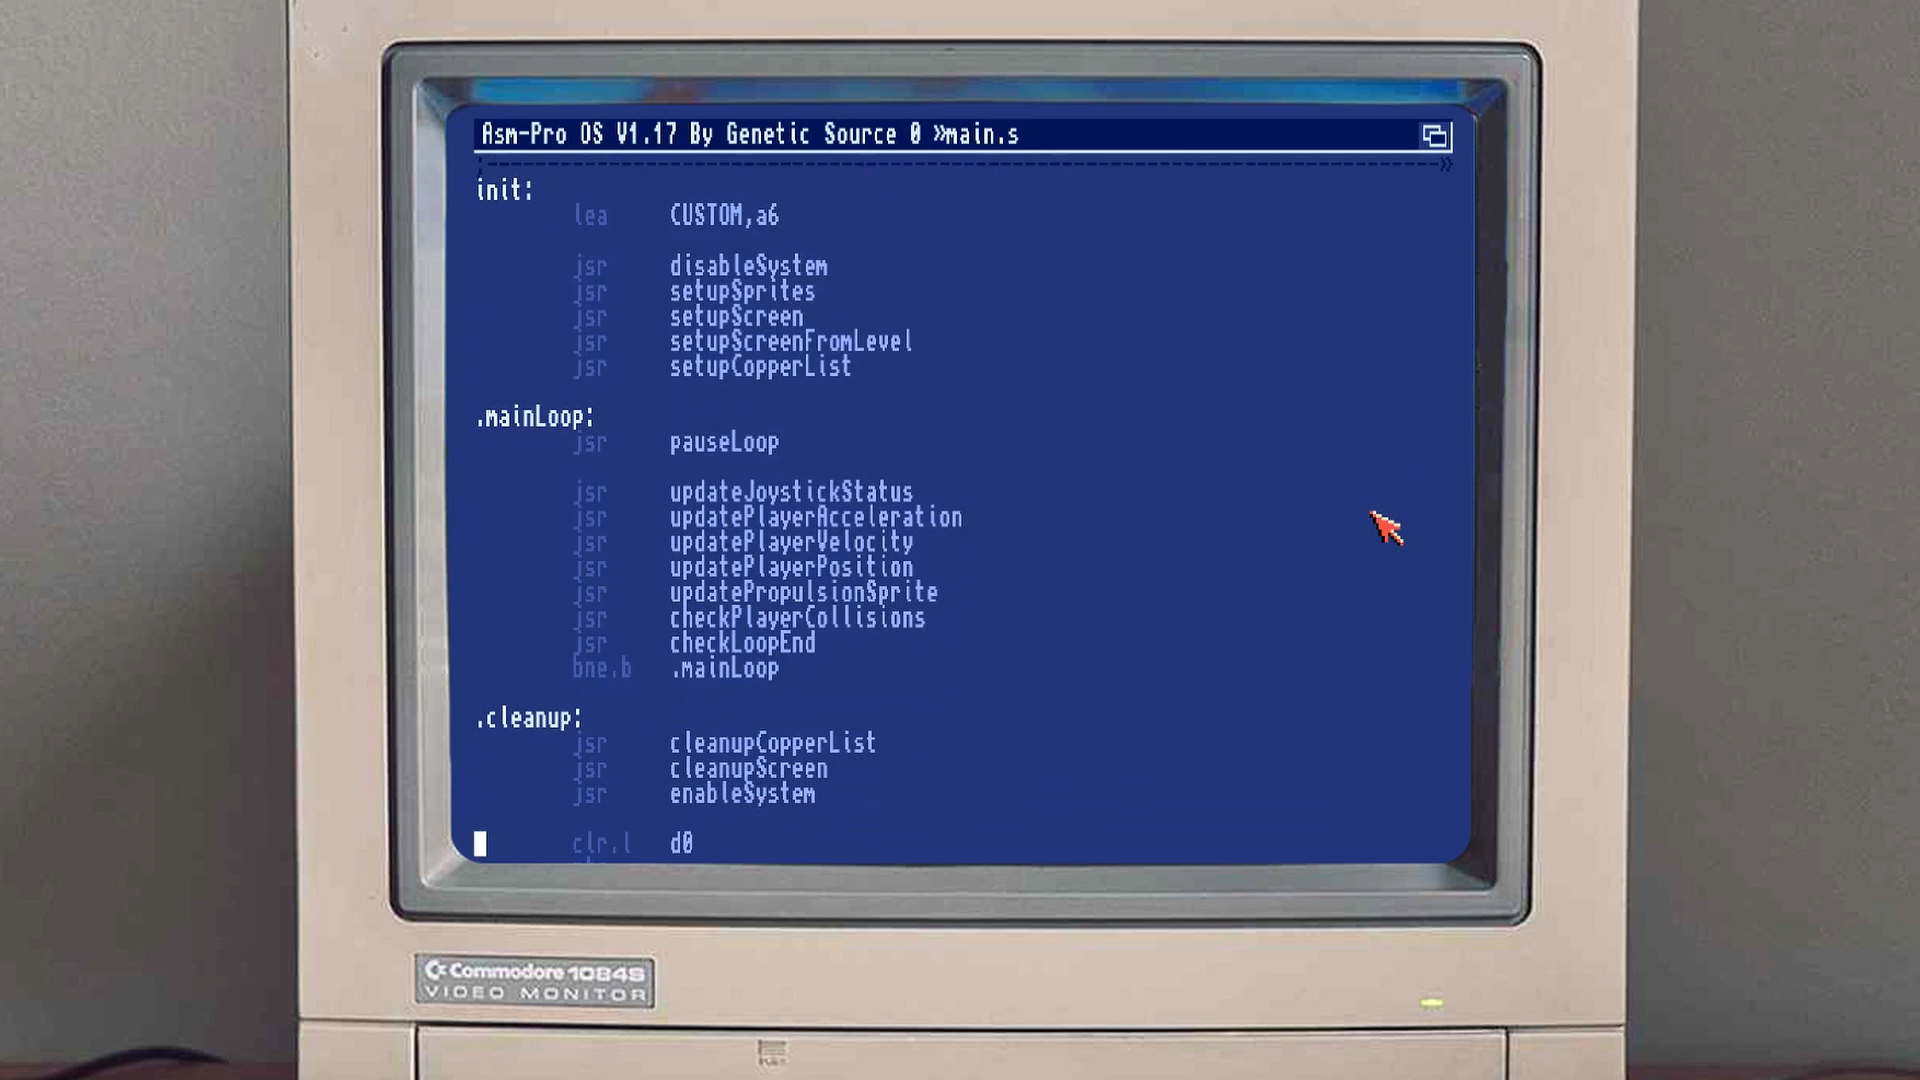 Asm-Pro OS V1.17 By Genetic Source 0 »main.s
init:
lea CUSTOM,a6
jsr disableSystem
jsr setupSprites
jsr setupScreen
jsr setupScreenFromLevel
jsr setupCopperList
.mainLoop:
jsr pauseLoop
jsr updateJoystickStatus
jsr updatePlayerAcceleration
jsr updatePlayerVelocity
jsr updatePlayerPosition
jsr updatePropulsionSprite
jsr checkPlayerCollisions
jsr checkLoopEnd
bne.b .mainLoop
.cleanup:
jsr cleanupCopperList
jsr cleanupScreen
jsr enableSystem
clr.l d0
Commodore 1084S
VIDEO MONITOR